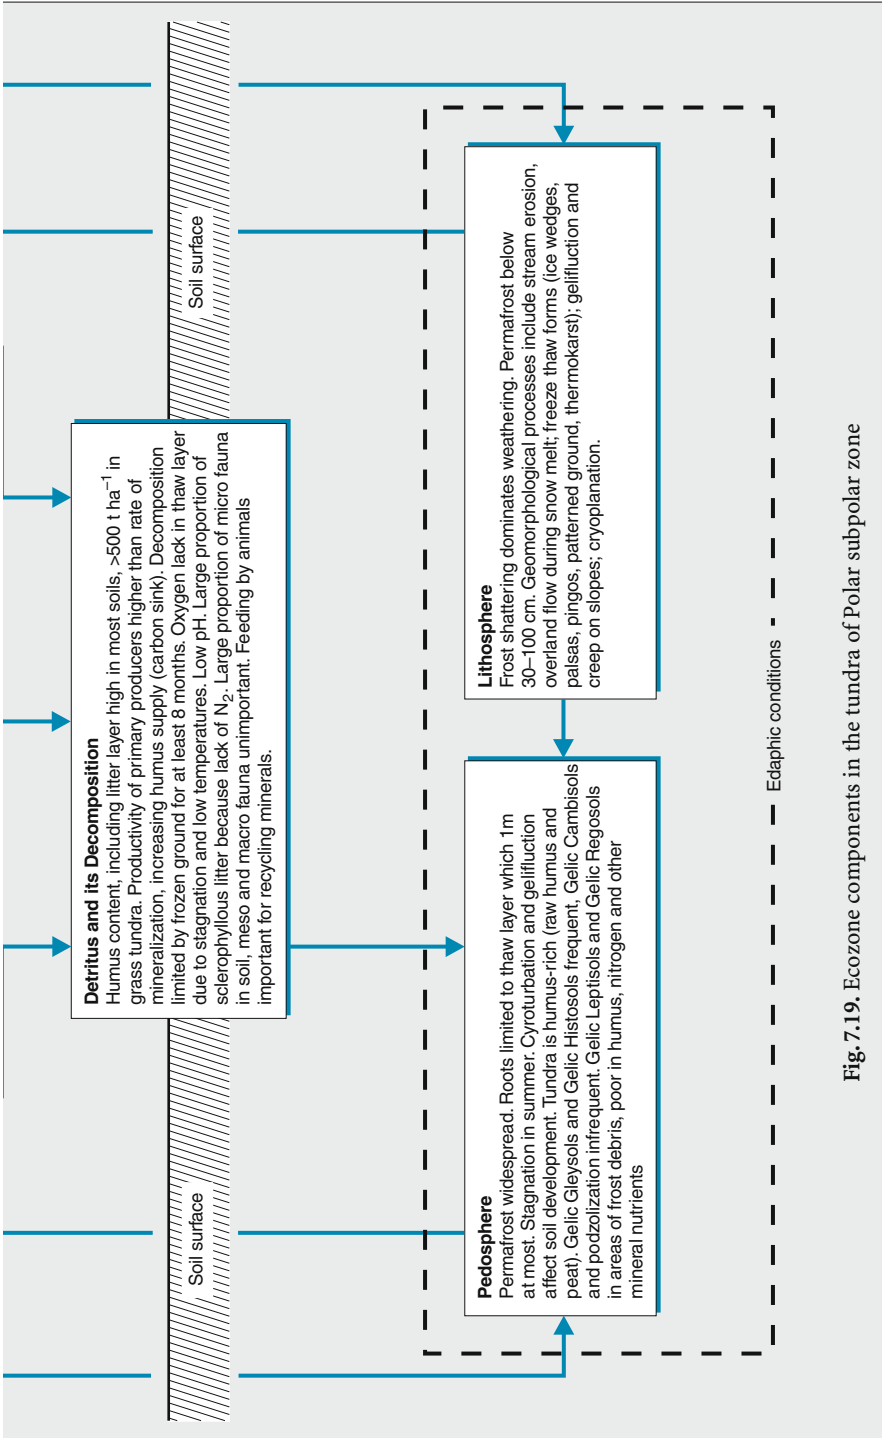 Detritus and its Decomposition
Humus content, including litter layer high in most soils, >500 t ha⁻¹ in
grass tundra. Productivity of primary producers higher than rate of
mineralization, increasing humus supply (carbon sink). Decomposition
limited by frozen ground for at least 8 months. Oxygen lack in thaw layer
due to stagnation and low temperatures. Low pH. Large proportion of
sclerophyllous litter because lack of N₂. Large proportion of micro fauna
in soil, meso and macro fauna unimportant. Feeding by animals
important for recycling minerals.
Soil surface
Soil surface
Pedosphere
Permafrost widespread. Roots limited to thaw layer which 1m
at most. Stagnation in summer. Cyroturbation and gelifluction
affect soil development. Tundra is humus-rich (raw humus and
peat). Gelic Gleysols and Gelic Histosols frequent, Gelic Cambisols
and podzolization infrequent. Gelic Leptisols and Gelic Regosols
in areas of frost debris, poor in humus, nitrogen and other
mineral nutrients
Lithosphere
Frost shattering dominates weathering. Permafrost below
30–100 cm. Geomorphological processes include stream erosion,
overland flow during snow melt; freeze thaw forms (ice wedges,
palsas, pingos, patterned ground, thermokarst); gelifluction and
creep on slopes; cryoplanation.
Edaphic conditions
Fig. 7.19. Ecozone components in the tundra of Polar subpolar zone